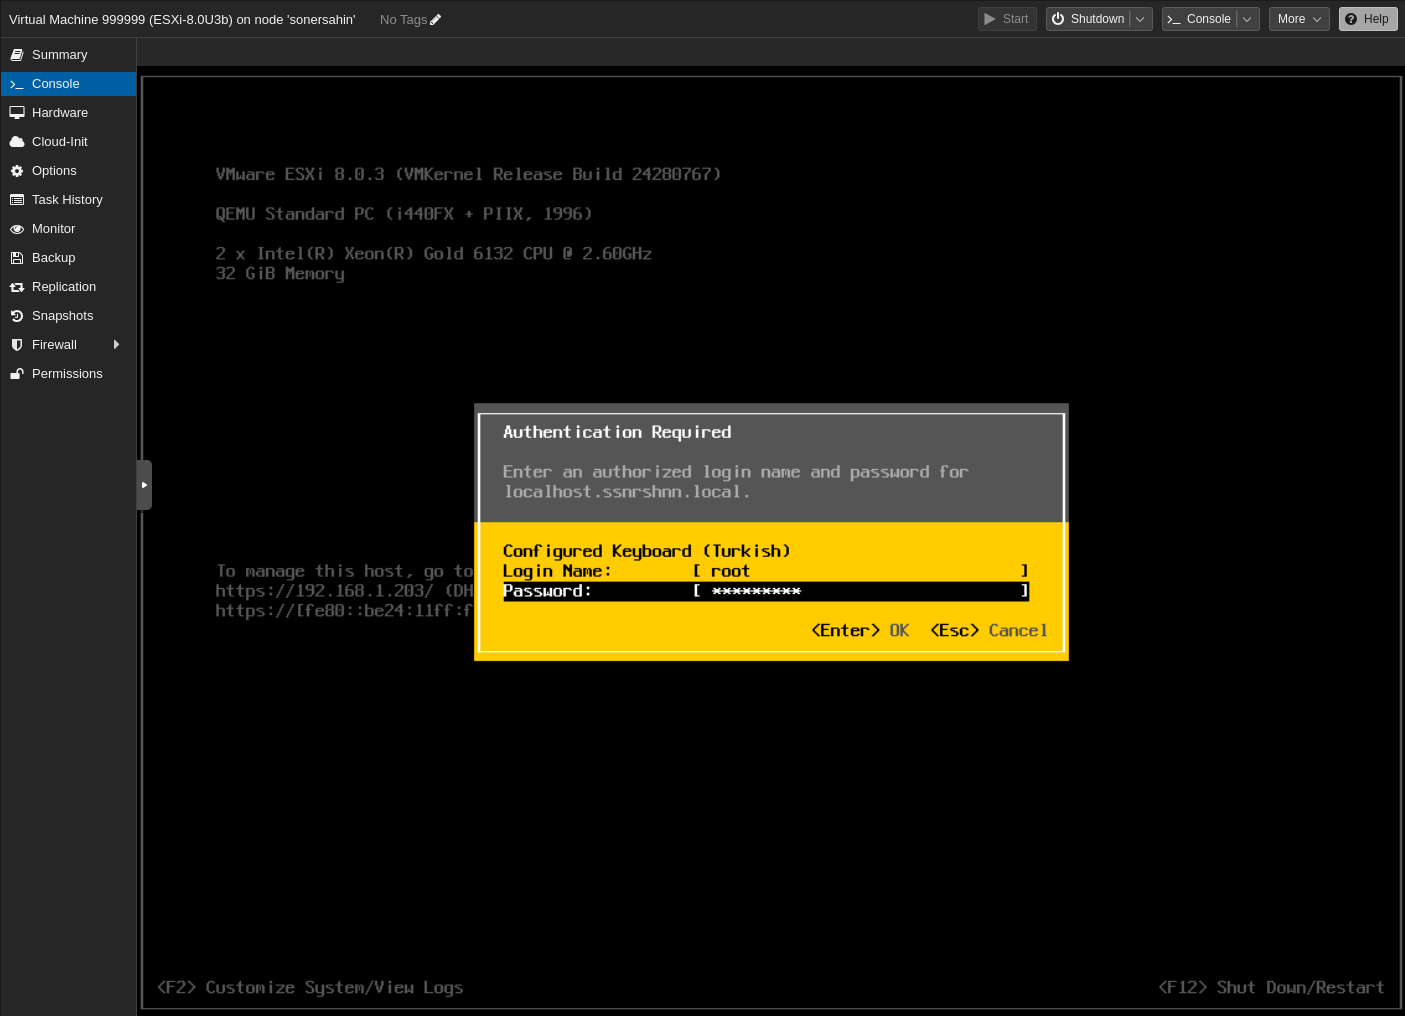 Virtual Machine 999999 (ESXi-8.0U3b) on node 'sonersahin' No Tags Start Shutdown Console More Help
Summary
Console
Hardware
Cloud-Init
Options
Task History
Monitor
Backup
Replication
Snapshots
Firewall
Permissions
VMware ESXi 8.0.3 (VMKernel Release Build 24280767)
QEMU Standard PC (i440FX + PIIX, 1996)
2 x Intel(R) Xeon(R) Gold 6132 CPU @ 2.60GHz
32 GiB Memory
Authentication Required
Enter an authorized login name and password for
localhost.ssnrshnn.local.
Configured Keyboard (Turkish)
Login Name: [ root ]
Password: [ ********* ]
<Enter> OK <Esc> Cancel
To manage this host, go to
https://192.168.1.203/ (DH
https://[fe80::be24:11ff:f
<F2> Customize System/View Logs <F12> Shut Down/Restart